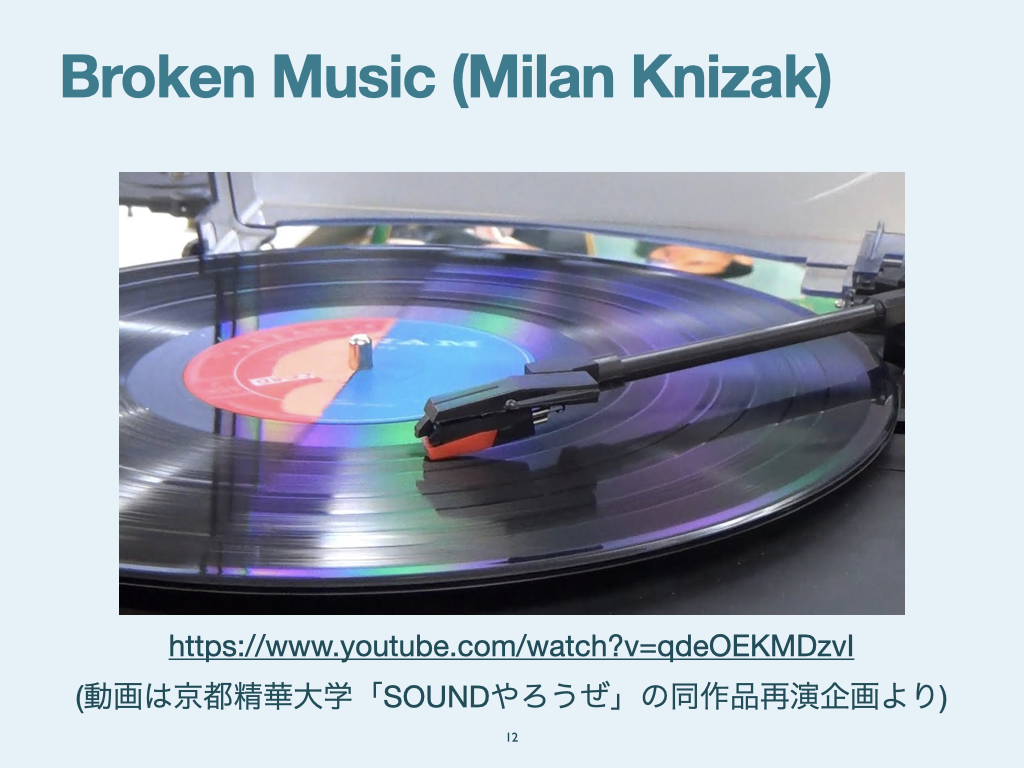 Broken Music (Milan Knizak)
https://www.youtube.com/watch?v=qdeOEKMDzvI
(動画は京都精華大学「SOUNDやろうぜ」の同作品再演企画より)
12